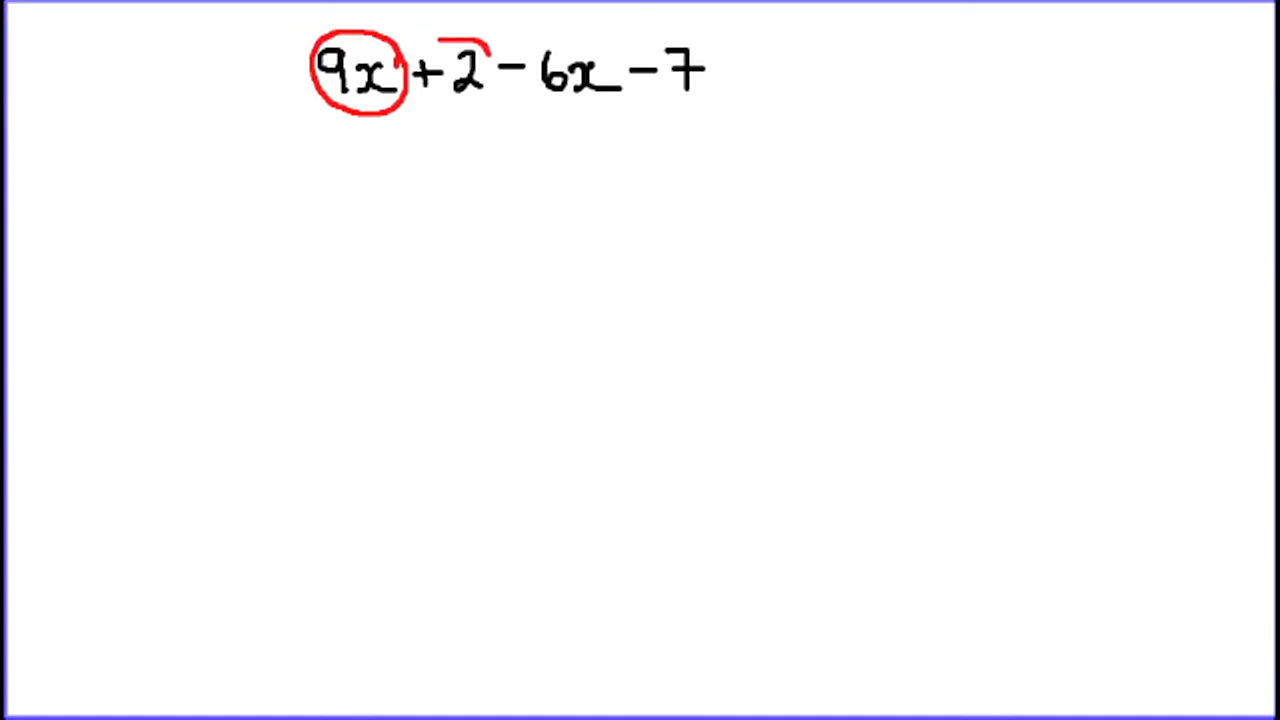 9x + 2 - 6x - 7